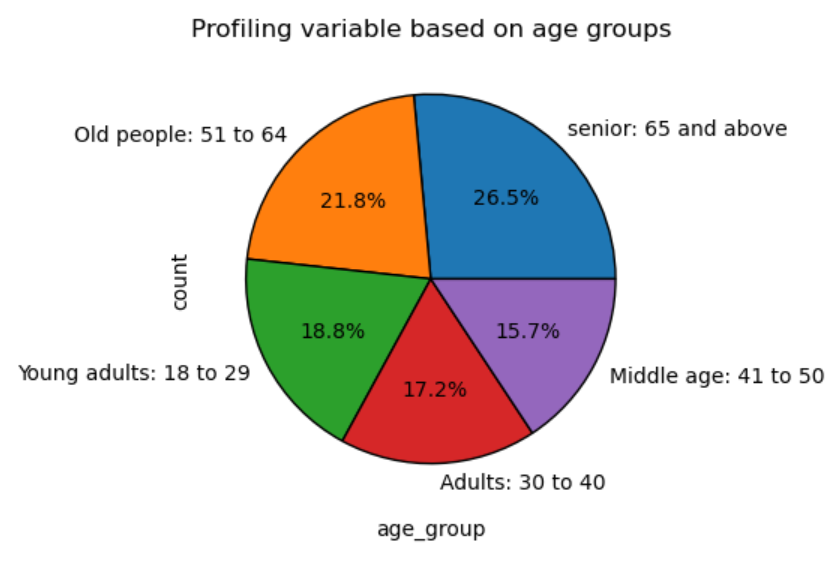 Profiling variable based on age groups
senior: 65 and above
Old people: 51 to 64
26.5%
21.8%
count
18.8%
15.7%
Young adults: 18 to 29
Middle age: 41 to 50
17.2%
Adults: 30 to 40
age_group